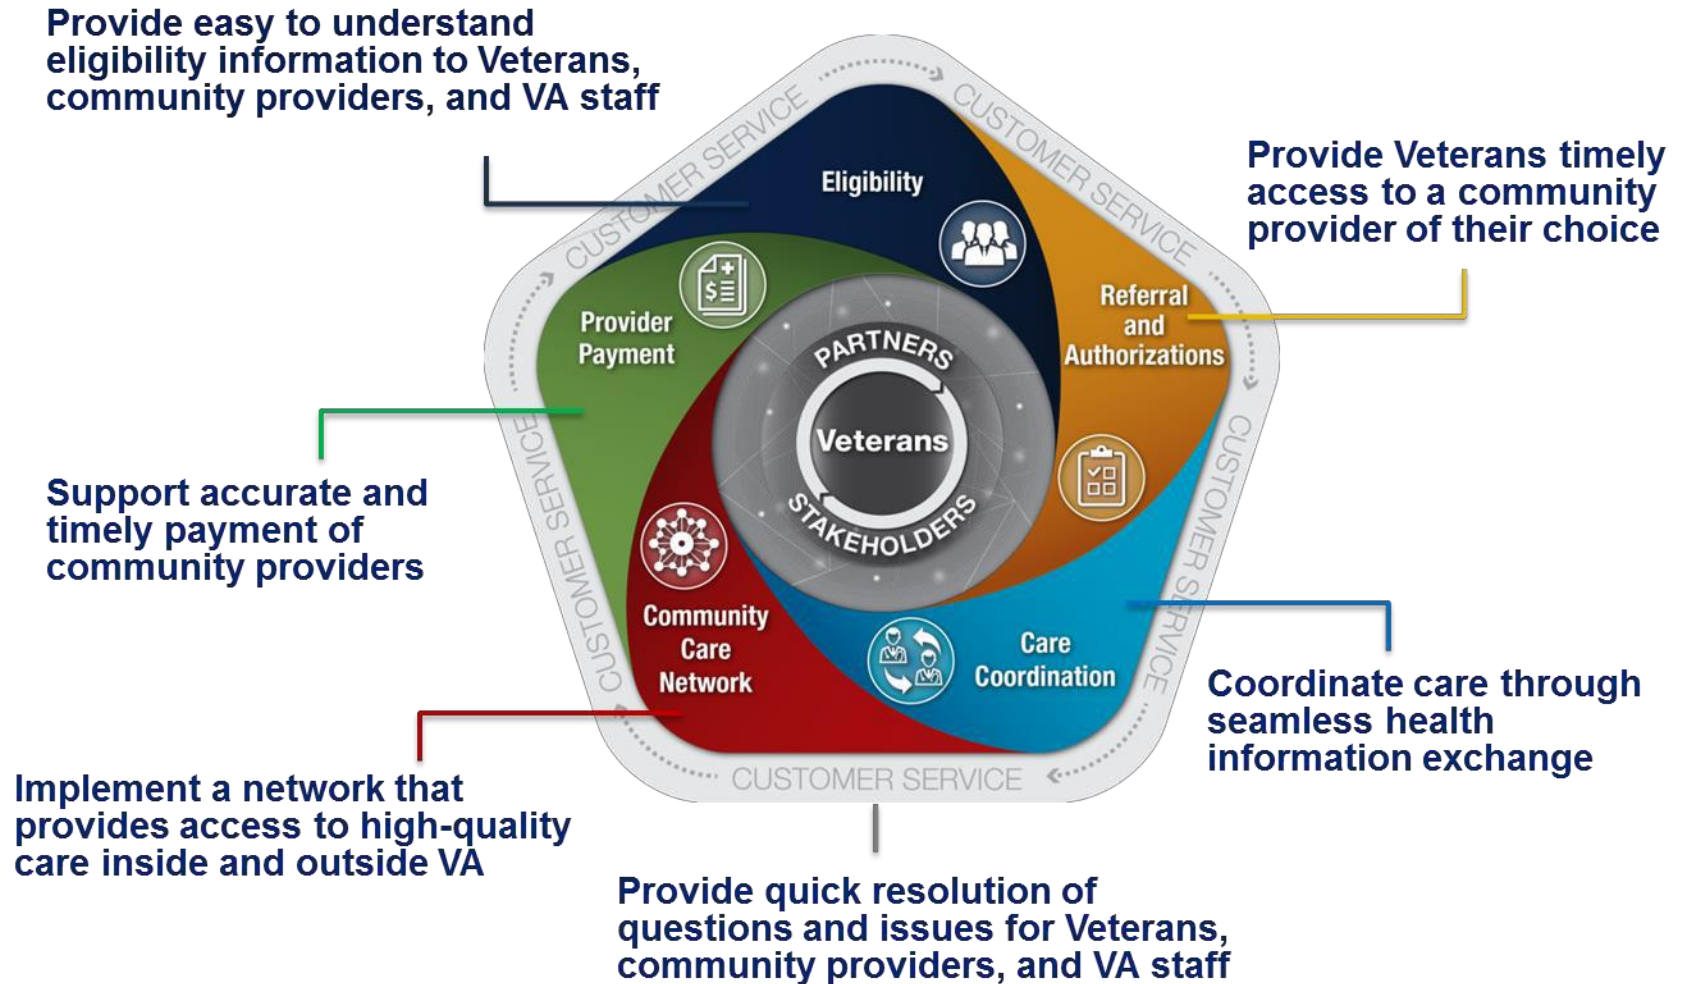 Provide easy to understand
eligibility information to Veterans,
community providers, and VA staff
CUSTOMER SERVICE
CUSTOMER SERVICE
Eligibility
Provide Veterans timely
access to a community
provider of their choice
Referral
and
Authorizations
Provider
Payment
$
PARTNERS
Veterans
STAKEHOLDERS
CUSTOMER SERVICE
CUSTOMER SERVICE
Support accurate and
timely payment of
community providers
Community
Care
Network
Care
Coordination
Coordinate care through
seamless health
information exchange
CUSTOMER SERVICE
Implement a network that
provides access to high-quality
care inside and outside VA
Provide quick resolution of
questions and issues for Veterans,
community providers, and VA staff